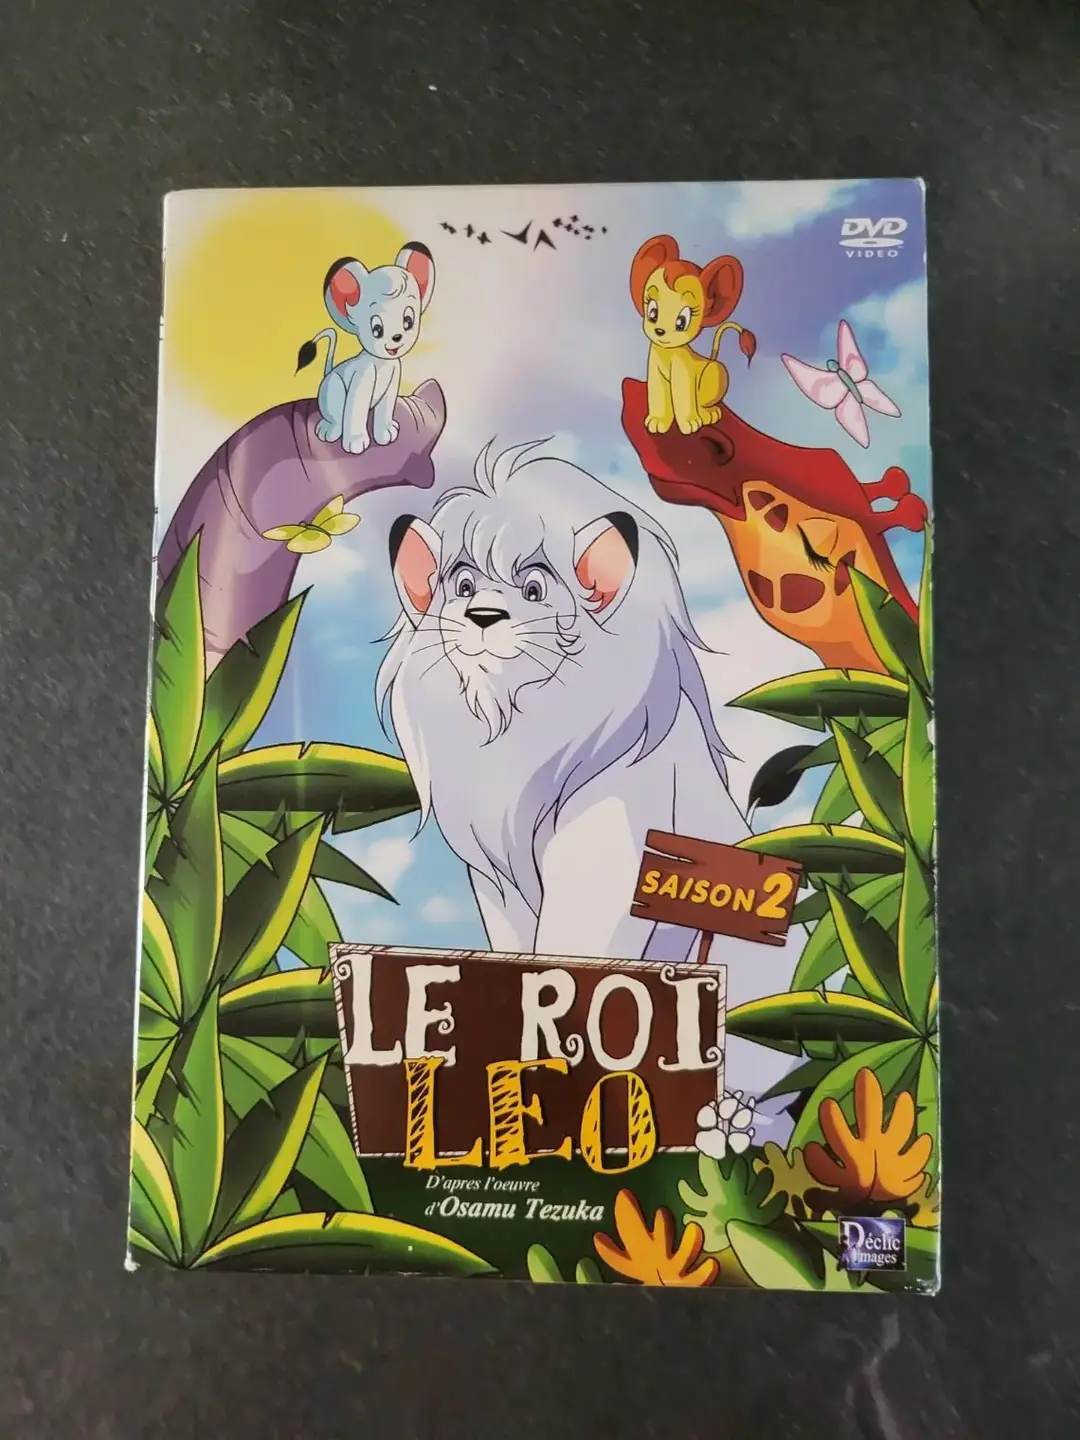 DVD
VIDEO
SAISON 2
LE ROI
LEO
D'apres l'oeuvre
d'Osamu Tezuka
Déclic
Images